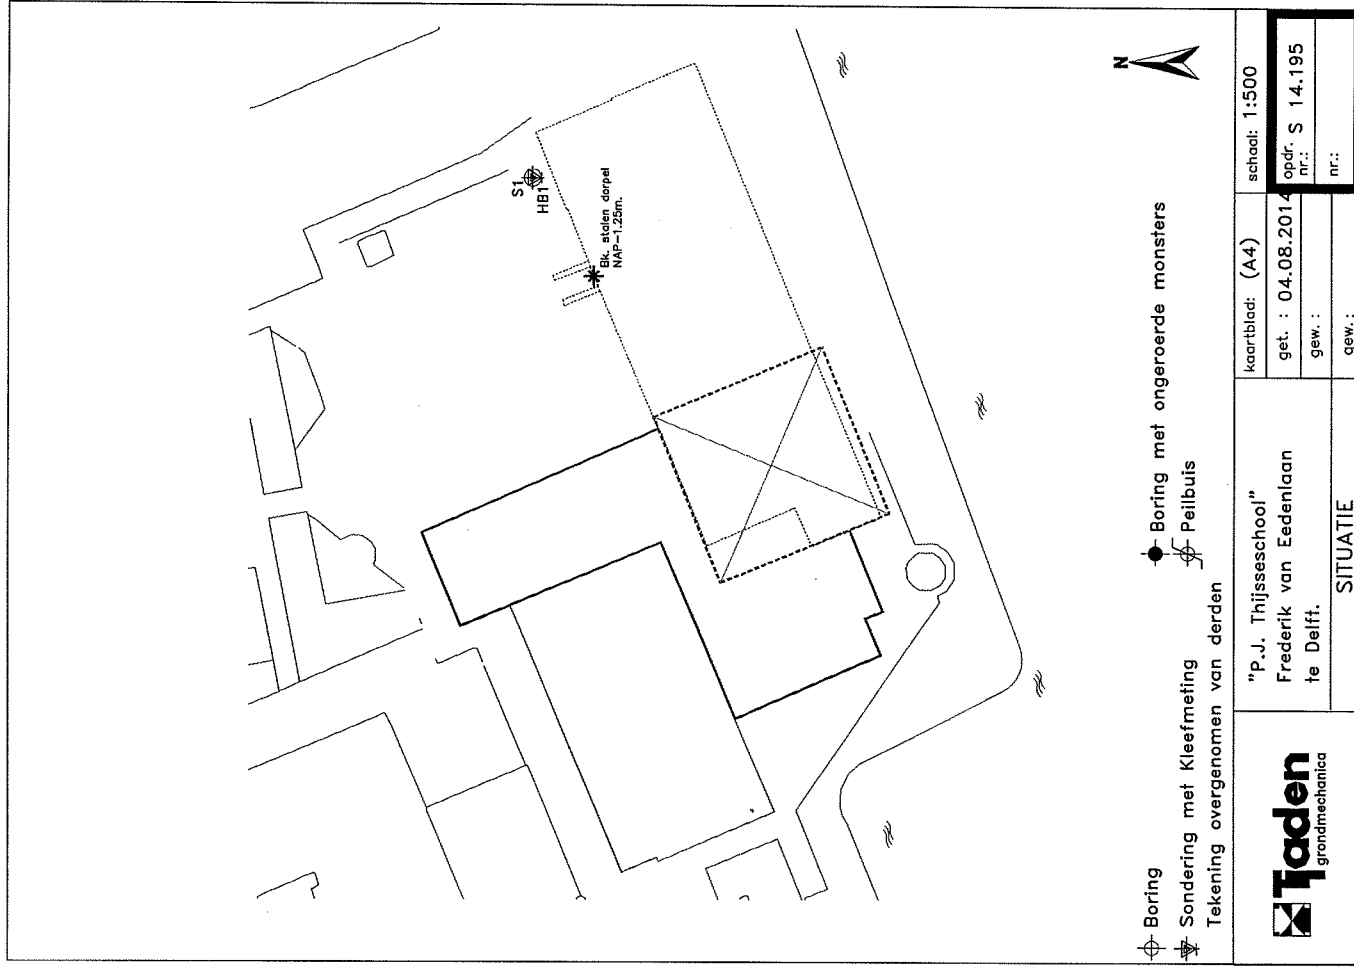 N
S1
HB1
Bk. stalen dorpel
NAP-1.25m.
Boring
Boring met ongeroerde monsters
Sondering met Kleefmeting
Peilbuis
Tekening overgenomen van derden
Tjaden
grondmechanica
"P.J. Thijsseschool"
Frederik van Eedenlaan
te Delft.
SITUATIE
kaartblad: (A4)
schaal: 1:500
get. : 04.08.2014
opdr. nr.: S 14.195
gew. :
gew. :
nr.: